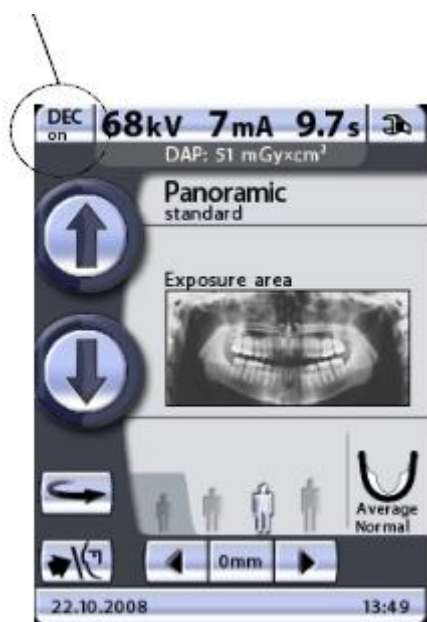 DEC
on
68kV 7mA 9.7s
DAP: 51 mGy×cm²
Panoramic
standard
Exposure area
Average
Normal
0mm
22.10.2008 13:49